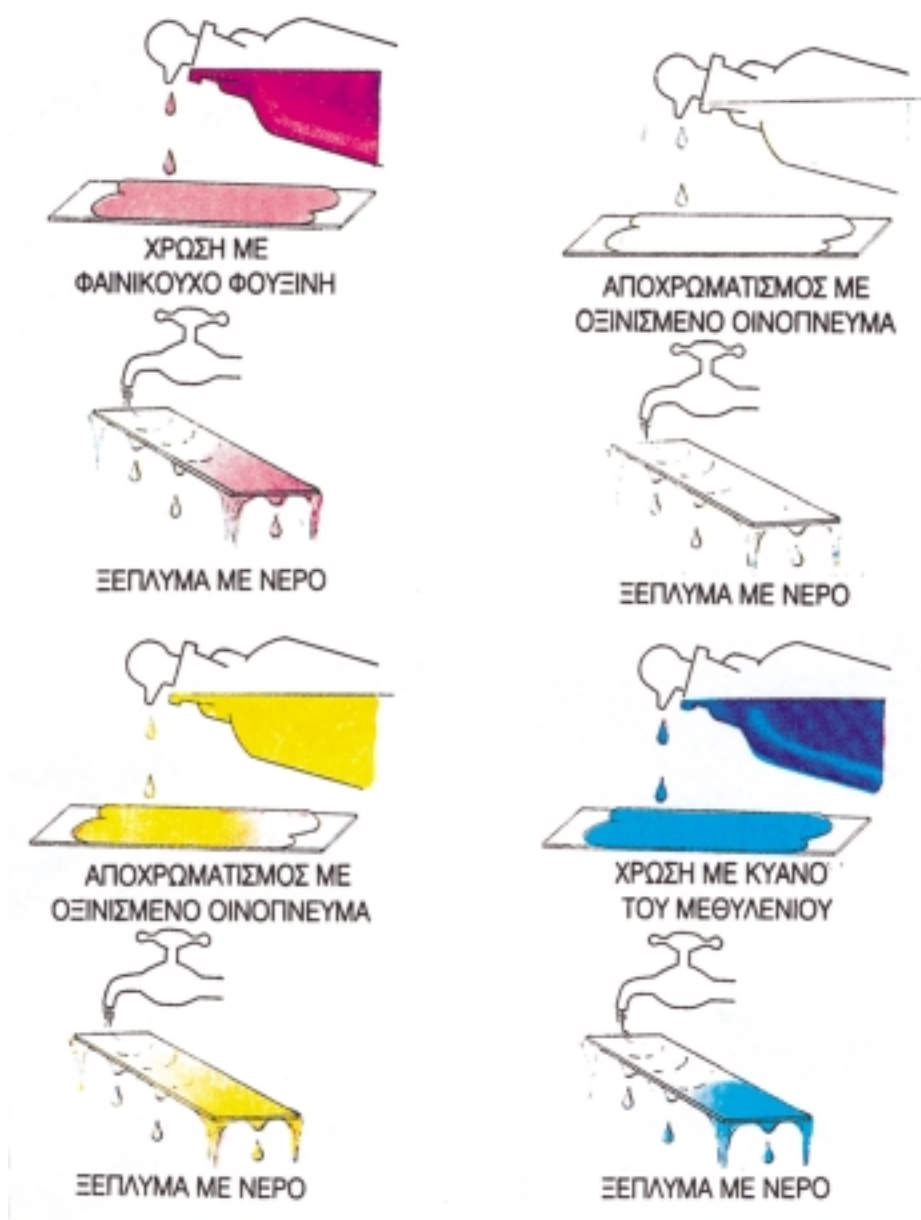 ΧΡΩΣΗ ΜΕ
ΦΑΙΝΙΚΟΥΧΟ ΦΟΥΞΙΝΗ
ΞΕΠΛΥΜΑ ΜΕ ΝΕΡΟ
ΑΠΟΧΡΩΜΑΤΙΣΜΟΣ ΜΕ
ΟΞΙΝΙΣΜΕΝΟ ΟΙΝΟΠΝΕΥΜΑ
ΞΕΠΛΥΜΑ ΜΕ ΝΕΡΟ
ΑΠΟΧΡΩΜΑΤΙΣΜΟΣ ΜΕ
ΟΞΙΝΙΣΜΕΝΟ ΟΙΝΟΠΝΕΥΜΑ
ΞΕΠΛΥΜΑ ΜΕ ΝΕΡΟ
ΧΡΩΣΗ ΜΕ ΚΥΑΝΟ
ΤΟΥ ΜΕΘΥΛΕΝΙΟΥ
ΞΕΠΛΥΜΑ ΜΕ ΝΕΡΟ